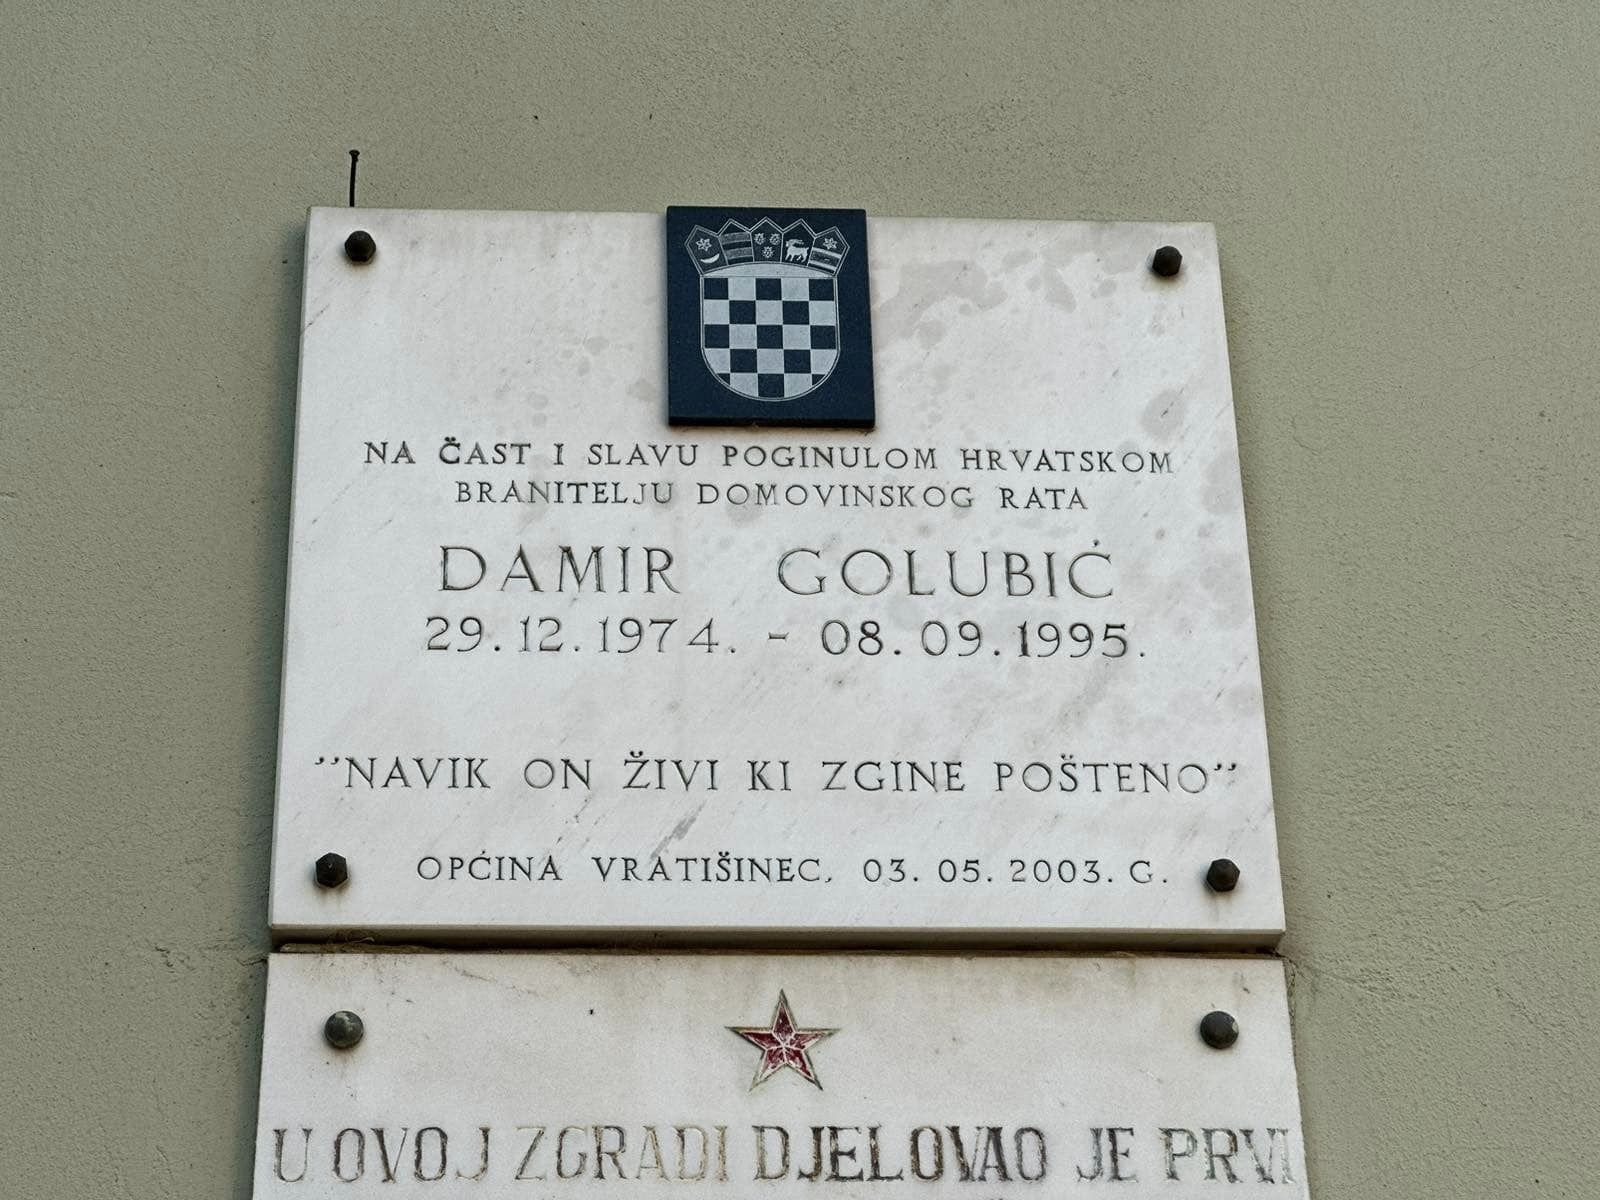 NA ČAST I SLAVU POGINULOM HRVATSKOM
BRANITELJU DOMOVINSKOG RATA
DAMIR GOLUBIĆ
29.12.1974. - 08.09.1995.
"NAVIK ON ŽIVI KI ZGINE POŠTENO"
OPĆINA VRATIŠINEC, 03.05.2003. G.
U OVOJ ZGRADI DJELOVAO JE PRVI